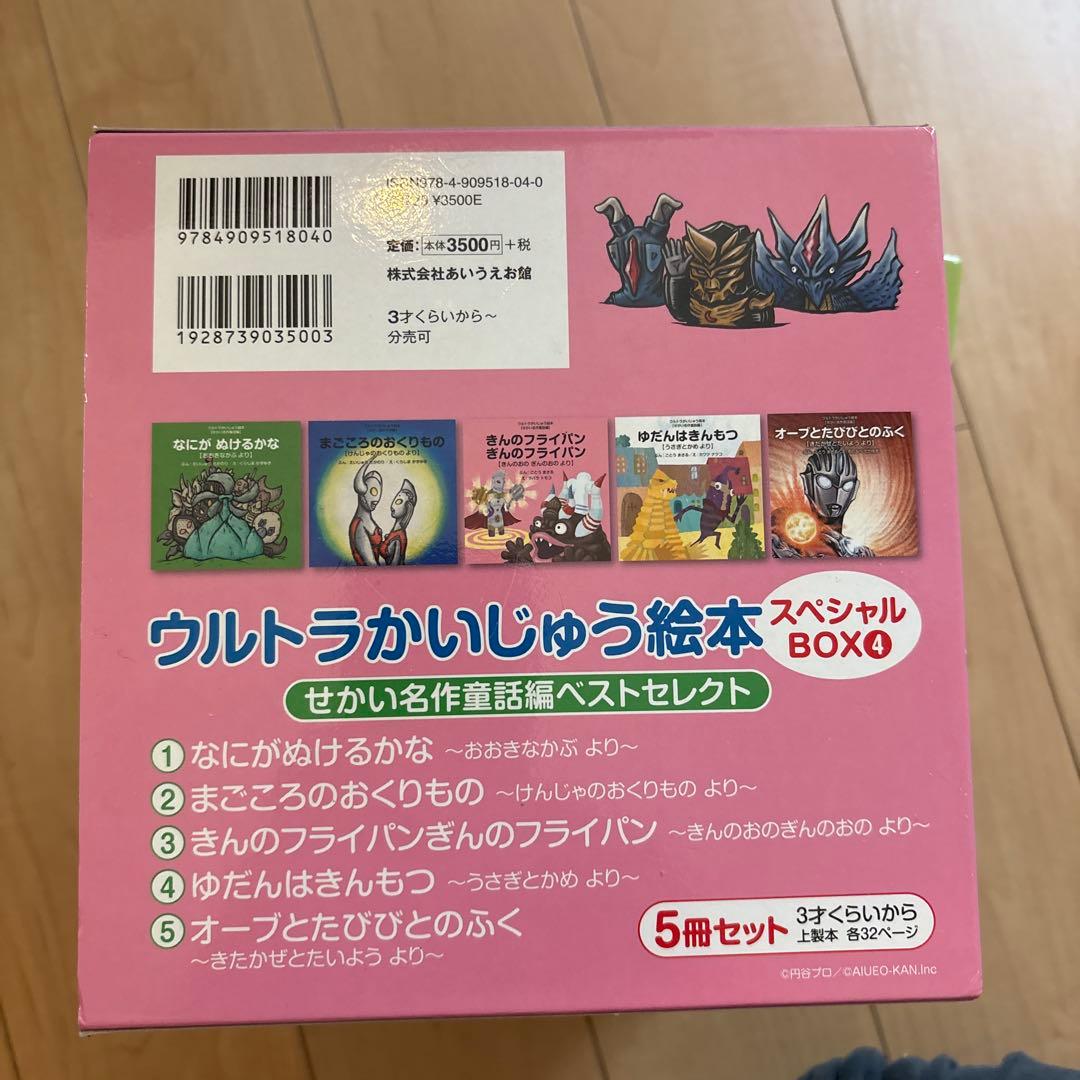 ISBN978-4-909518-04-0
¥3500E
9784909518040
定価：本体3500円+税
株式会社あいうえお館
1928739035003
3才くらいから～
分売可
なにが ぬけるかな
[おおきなかぶ より]
まごころのおくりもの
[けんじゃのおくりもの より]
きんのフライパン
ぎんのフライパン
[きんのおの ぎんのおの より]
ゆだんはきんもつ
[うさぎとかめ より]
オーブとたびびとのふく
[きたかぜとたいよう より]
ウルトラかいじゅう絵本
スペシャル
BOX❹
せかい名作童話編ベストセレクト
①なにがぬけるかな ～おおきなかぶ より～
②まごころのおくりもの ～けんじゃのおくりもの より～
③きんのフライパンぎんのフライパン ～きんのおのぎんのおの より～
④ゆだんはきんもつ ～うさぎとかめ より～
⑤オーブとたびびとのふく
～きたかぜとたいよう より～
5冊セット
3才くらいから
上製本 各32ページ
©円谷プロ／©AIUEO-KAN.Inc